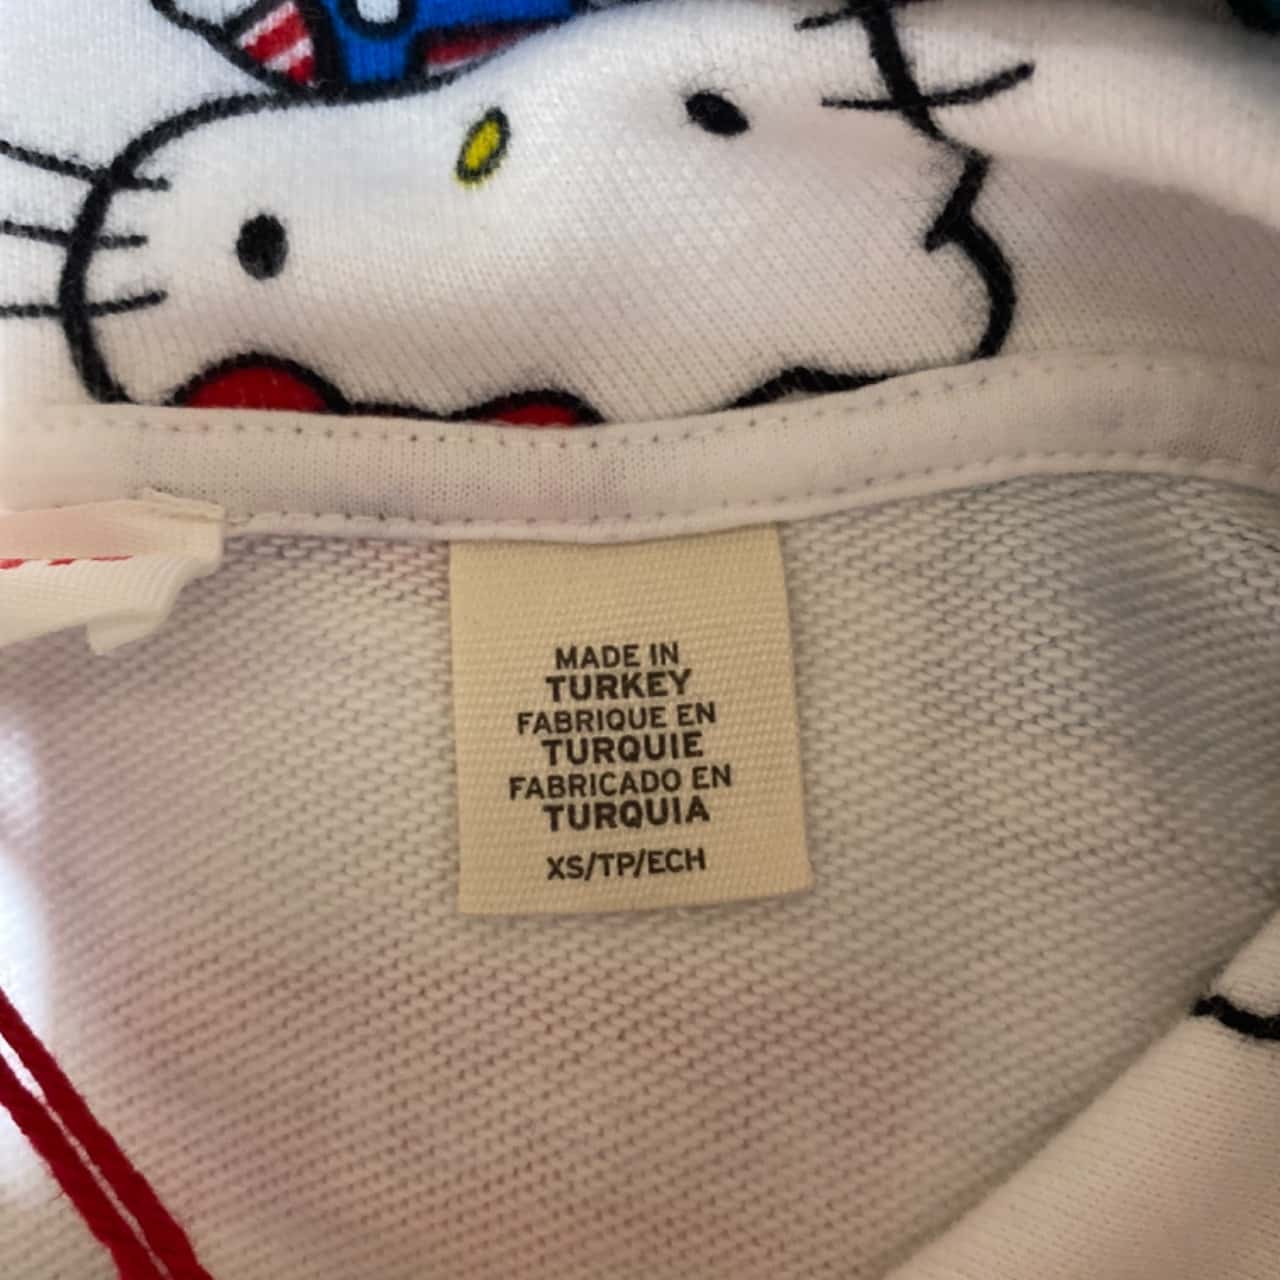 MADE IN
TURKEY
FABRIQUE EN
TURQUIE
FABRICADO EN
TURQUIA
XS/TP/ECH